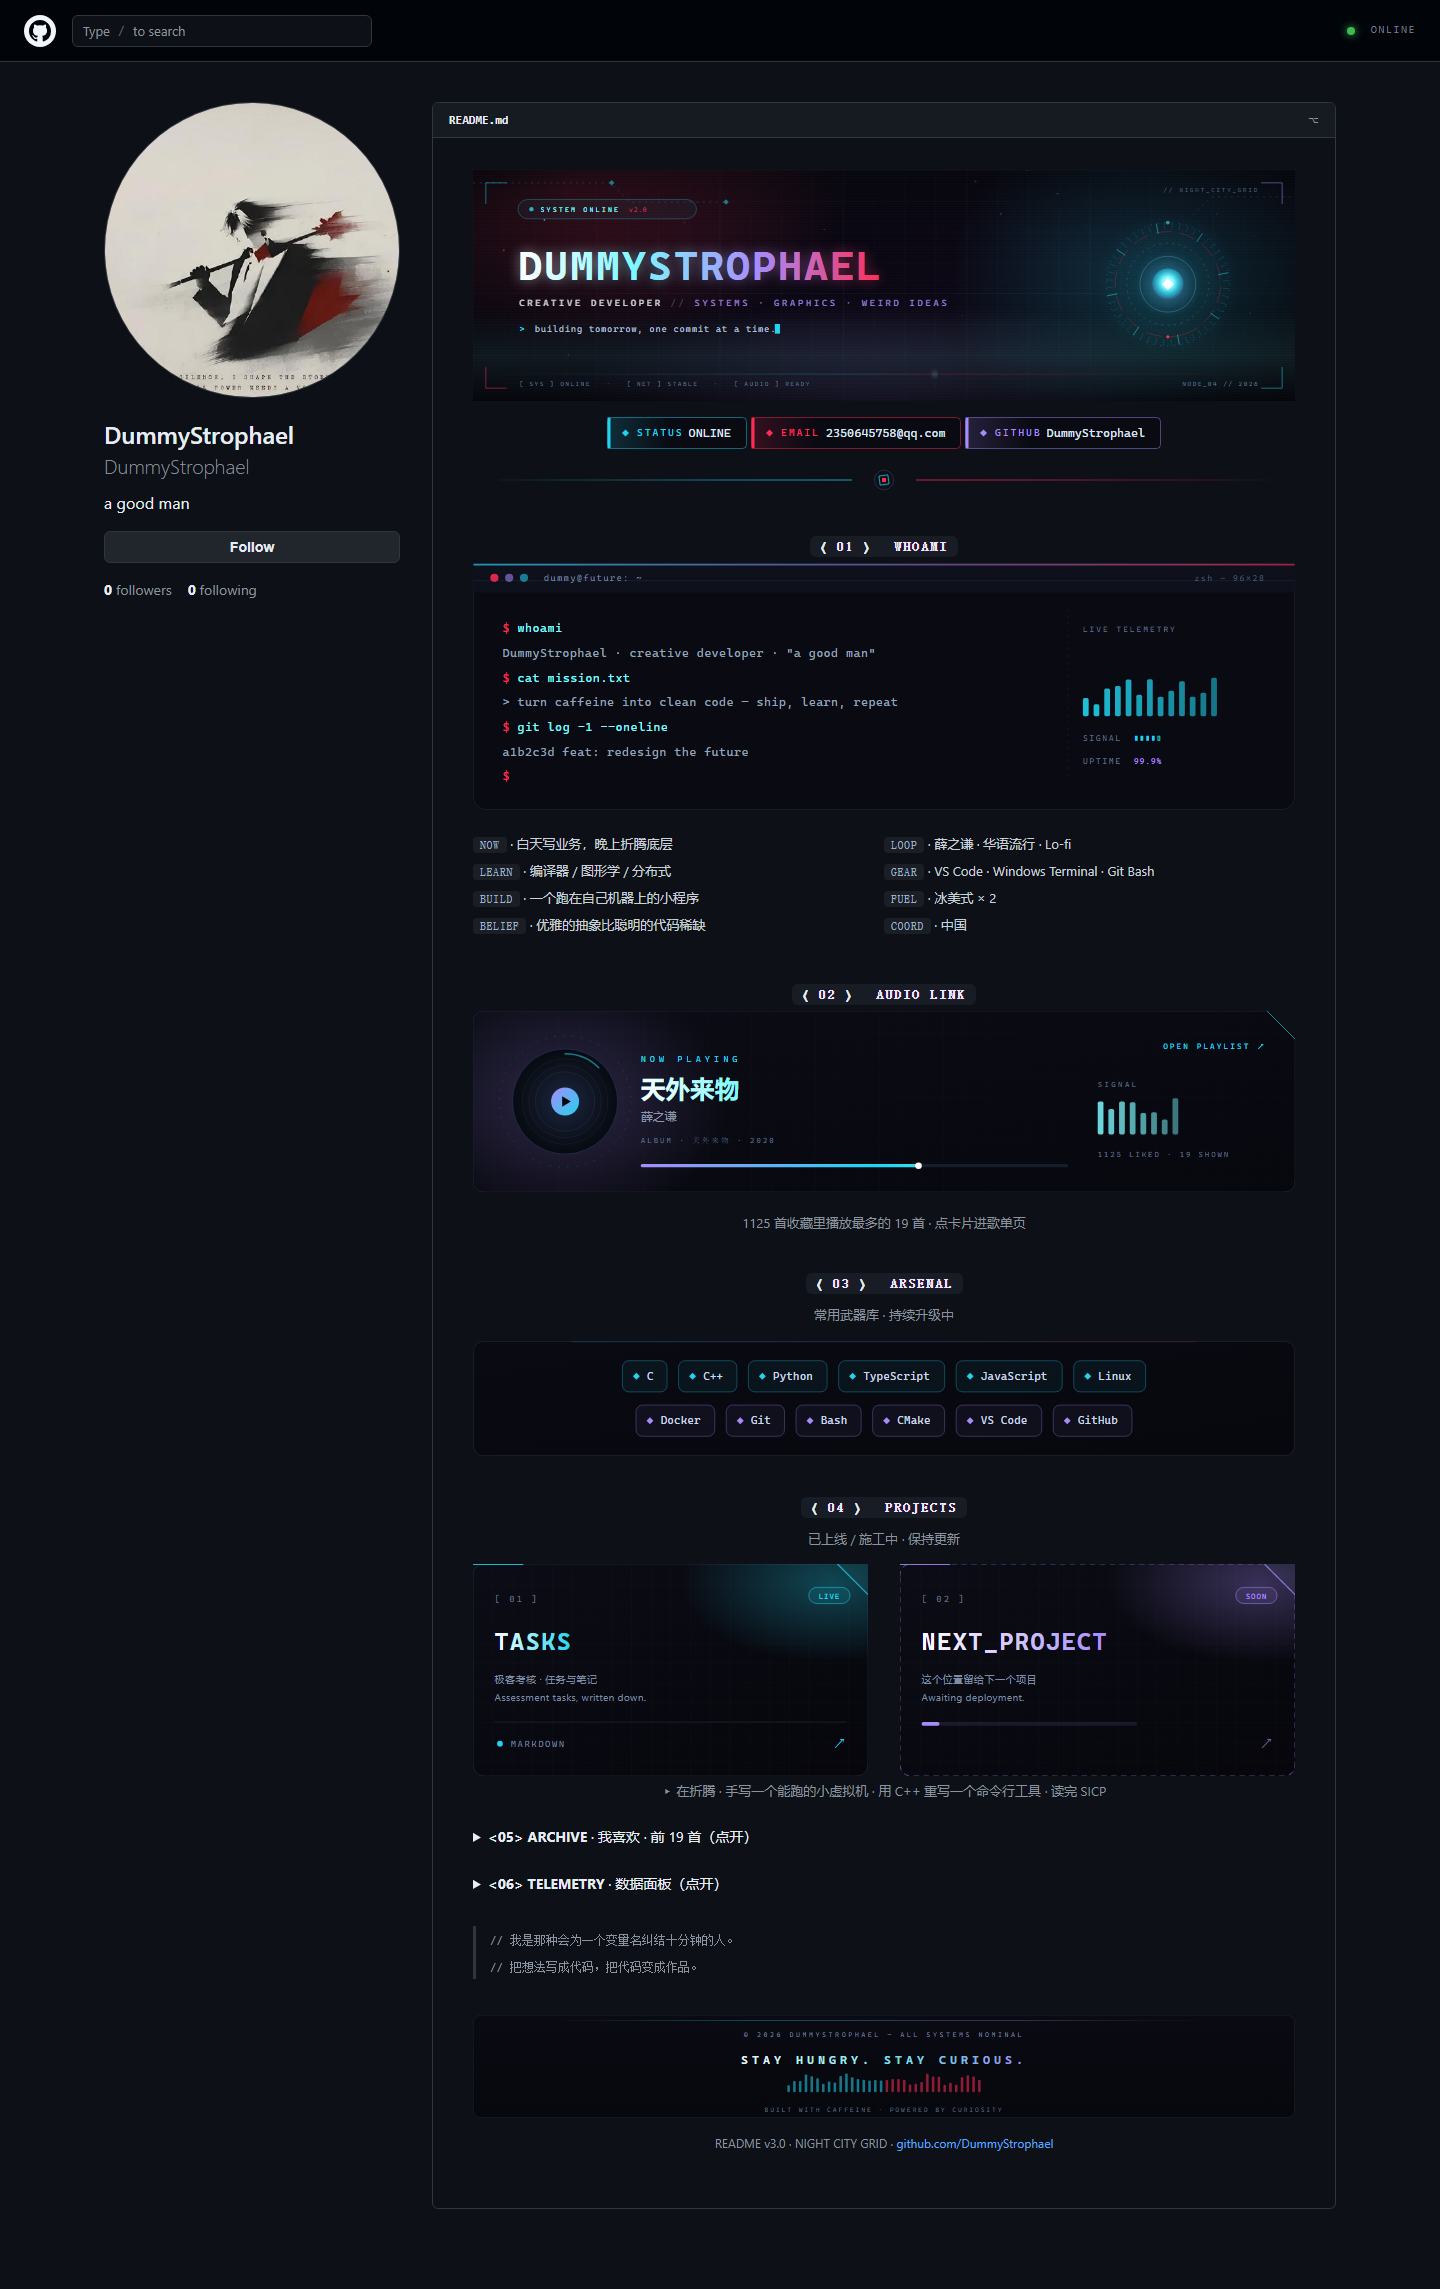 Type / to search
ONLINE
README.md
// NIGHT_CITY_GRID
SYSTEM ONLINE v2.0
DUMMYSTROPHAEL
CREATIVE DEVELOPER // SYSTEMS · GRAPHICS · WEIRD IDEAS
> building tomorrow, one commit at a time.
[ SYS ] ONLINE · [ NET ] STABLE · [ AUDIO ] READY
NODE_04 // 2026
DummyStrophael
DummyStrophael
a good man
Follow
0 followers 0 following
◆ STATUS ONLINE
◆ EMAIL 2350645758@qq.com
◆ GITHUB DummyStrophael
❰ 01 ❱ WHOAMI
dummy@future: ~
zsh — 96×28
$ whoami
DummyStrophael · creative developer · "a good man"
$ cat mission.txt
> turn caffeine into clean code — ship, learn, repeat
$ git log -1 --oneline
a1b2c3d feat: redesign the future
$
LIVE TELEMETRY
SIGNAL ▮▮▮▮▯
UPTIME 99.9%
NOW · 白天写业务，晚上折腾底层
LEARN · 编译器 / 图形学 / 分布式
BUILD · 一个跑在自己机器上的小程序
BELIEF · 优雅的抽象比聪明的代码稀缺
LOOP · 薛之谦 · 华语流行 · Lo-fi
GEAR · VS Code · Windows Terminal · Git Bash
FUEL · 冰美式 × 2
COORD · 中国
❰ 02 ❱ AUDIO LINK
OPEN PLAYLIST ↗
NOW PLAYING
天外来物
薛之谦
ALBUM · 天外来物 · 2020
SIGNAL
1125 LIKED · 19 SHOWN
1125 首收藏里播放最多的 19 首 · 点卡片进歌单页
❰ 03 ❱ ARSENAL
常用武器库 · 持续升级中
◆ C ◆ C++ ◆ Python ◆ TypeScript ◆ JavaScript ◆ Linux
◆ Docker ◆ Git ◆ Bash ◆ CMake ◆ VS Code ◆ GitHub
❰ 04 ❱ PROJECTS
已上线 / 施工中 · 保持更新
[ 01 ]
LIVE
TASKS
极客考核 · 任务与笔记
Assessment tasks, written down.
MARKDOWN ↗
[ 02 ]
SOON
NEXT_PROJECT
这个位置留给下一个项目
Awaiting deployment.
↗
▸ 在折腾 · 手写一个能跑的小虚拟机 · 用 C++ 重写一个命令行工具 · 读完 SICP
▶ <05> ARCHIVE · 我喜欢 · 前 19 首（点开）
▶ <06> TELEMETRY · 数据面板（点开）
// 我是那种会为一个变量名纠结十分钟的人。
// 把想法写成代码，把代码变成作品。
© 2026 DUMMYSTROPHAEL — ALL SYSTEMS NOMINAL
STAY HUNGRY. STAY CURIOUS.
BUILT WITH CAFFEINE · POWERED BY CURIOSITY
README v3.0 · NIGHT CITY GRID · github.com/DummyStrophael